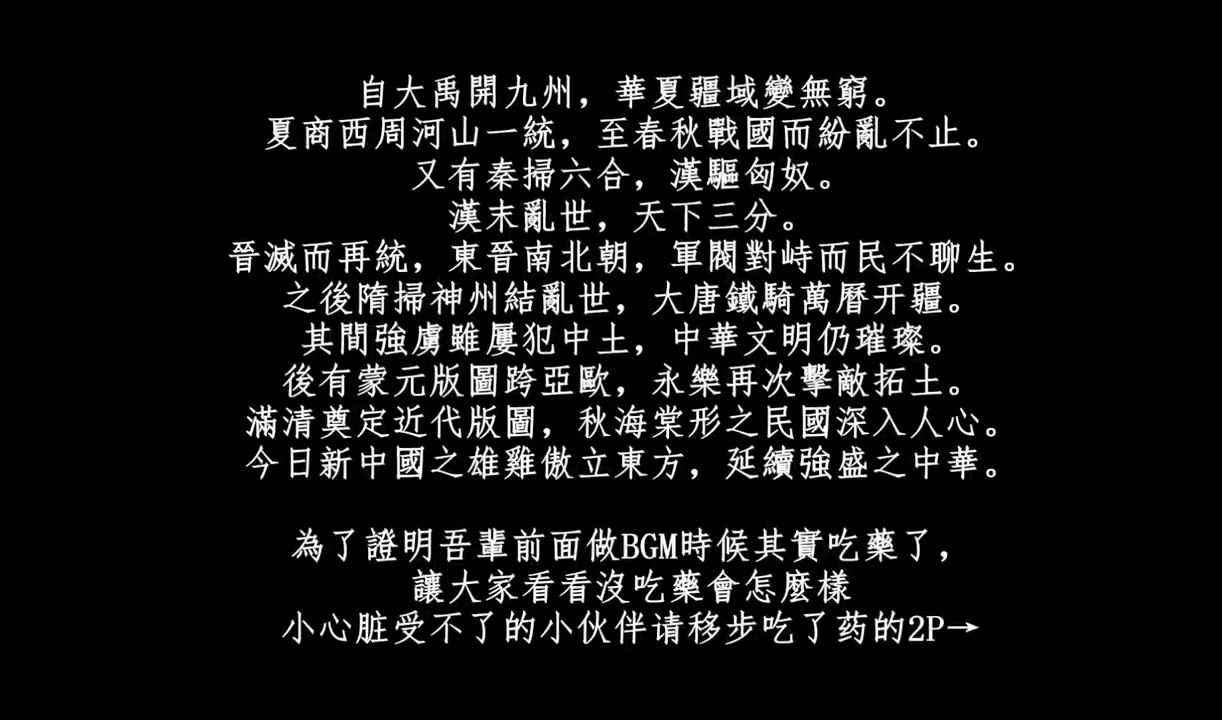 自大禹開九州，華夏疆域變無窮。
夏商西周河山一統，至春秋戰國而紛亂不止。
又有秦掃六合，漢驅匈奴。
漢末亂世，天下三分。
晉滅而再統，東晉南北朝，軍閥對峙而民不聊生。
之後隋掃神州結亂世，大唐鐵騎萬曆开疆。
其間強虜雖屢犯中土，中華文明仍璀璨。
後有蒙元版圖跨亞歐，永樂再次擊敵拓土。
滿清奠定近代版圖，秋海棠形之民國深入人心。
今日新中國之雄雞傲立東方，延續強盛之中華。
為了證明吾輩前面做BGM時候其實吃藥了，
讓大家看看沒吃藥會怎麼樣
小心脏受不了的小伙伴请移步吃了药的2P→